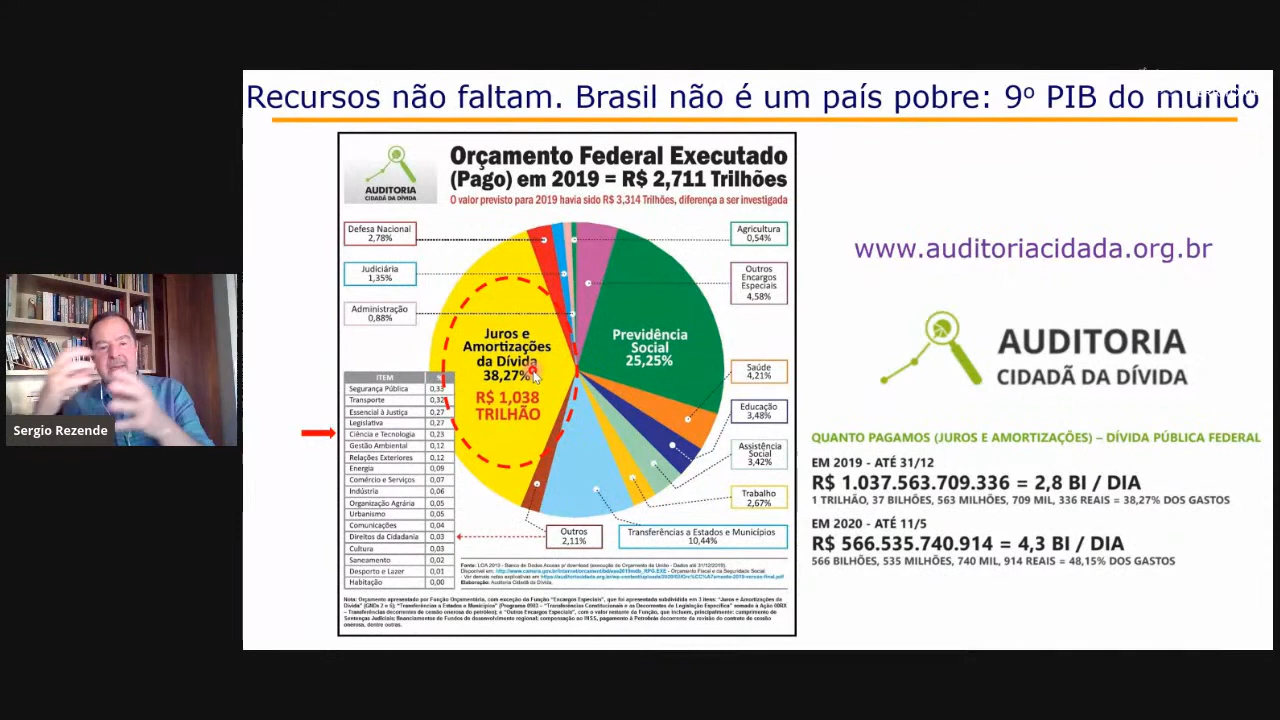 Recursos não faltam. Brasil não é um país pobre: 9º PIB do mundo
AUDITORIA
CIDADÃ DA DÍVIDA
Orçamento Federal Executado
(Pago) em 2019 = R$ 2,711 Trilhões
O valor previsto para 2019 havia sido R$ 3,314 Trilhões, diferença a ser investigada
Defesa Nacional
2,78%
Judiciária
1,35%
Administração
0,88%
Juros e
Amortizações
da Dívida
38,27%
R$ 1,038
TRILHÃO
Previdência
Social
25,25%
Agricultura
0,54%
Outros
Encargos
Especiais
4,58%
Saúde
4,21%
Educação
3,48%
Assistência
Social
3,42%
Trabalho
2,67%
Transferências a Estados e Municípios
10,44%
Outros
2,11%
ITEM %
Segurança Pública 0,33
Transporte 0,32
Essencial à Justiça 0,27
Legislativa 0,27
Ciência e Tecnologia 0,23
Gestão Ambiental 0,12
Relações Exteriores 0,12
Energia 0,09
Comércio e Serviços 0,07
Indústria 0,06
Organização Agrária 0,05
Urbanismo 0,05
Comunicações 0,04
Direitos da Cidadania 0,03
Cultura 0,03
Saneamento 0,02
Desporto e Lazer 0,01
Habitação 0,00
Elaboração: Auditoria Cidadã da Dívida.
www.auditoriacidada.org.br
AUDITORIA
CIDADÃ DA DÍVIDA
QUANTO PAGAMOS (JUROS E AMORTIZAÇÕES) – DÍVIDA PÚBLICA FEDERAL
EM 2019 - ATÉ 31/12
R$ 1.037.563.709.336 = 2,8 BI / DIA
1 TRILHÃO, 37 BILHÕES, 563 MILHÕES, 709 MIL, 336 REAIS = 38,27% DOS GASTOS
EM 2020 - ATÉ 11/5
R$ 566.535.740.914 = 4,3 BI / DIA
566 BILHÕES, 535 MILHÕES, 740 MIL, 914 REAIS = 48,15% DOS GASTOS
Sergio Rezende